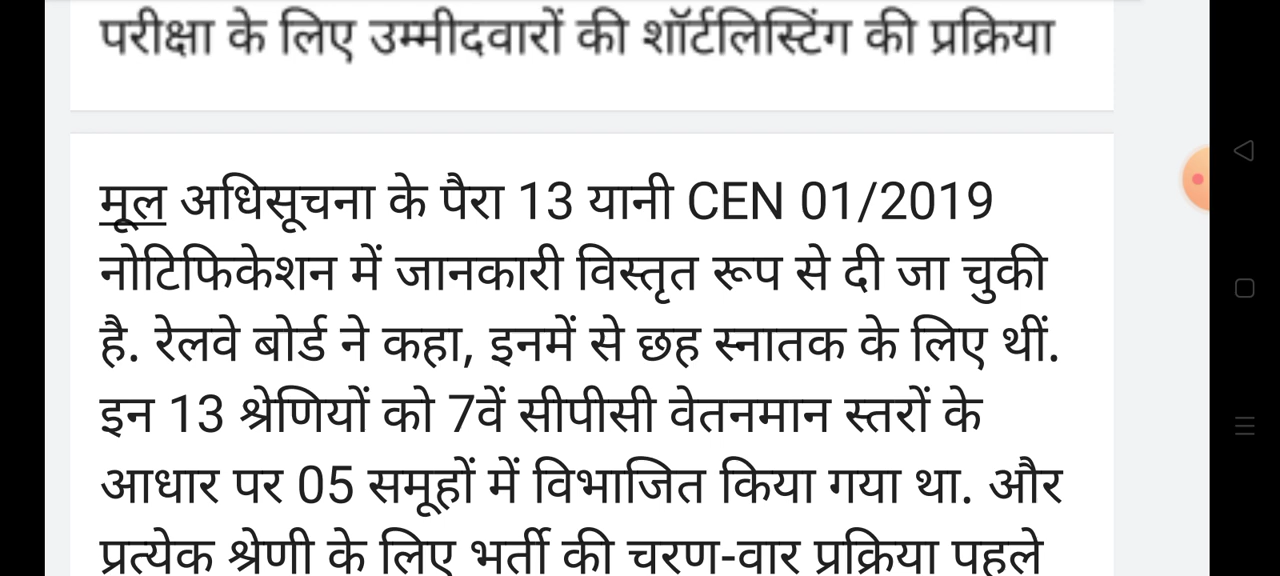 परीक्षा के लिए उम्मीदवारों की शॉर्टलिस्टिंग की प्रक्रिया
मूल अधिसूचना के पैरा 13 यानी CEN 01/2019
नोटिफिकेशन में जानकारी विस्तृत रूप से दी जा चुकी
है. रेलवे बोर्ड ने कहा, इनमें से छह स्नातक के लिए थीं.
इन 13 श्रेणियों को 7वें सीपीसी वेतनमान स्तरों के
आधार पर 05 समूहों में विभाजित किया गया था. और
प्रत्येक श्रेणी के लिए भर्ती की चरण-वार प्रक्रिया पहले